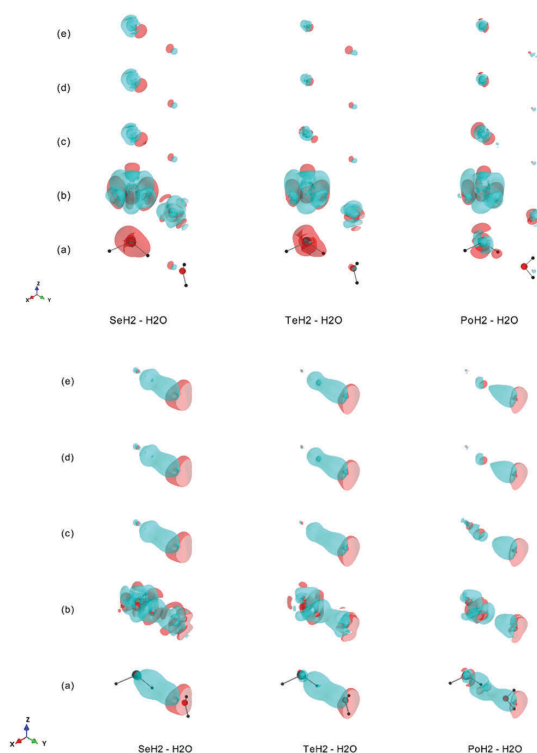 (e)
(d)
(c)
(b)
(a)
Z
X Y
SeH2 - H2O TeH2 - H2O PoH2 - H2O
(e)
(d)
(c)
(b)
(a)
Z
X Y
SeH2 - H2O TeH2 - H2O PoH2 - H2O